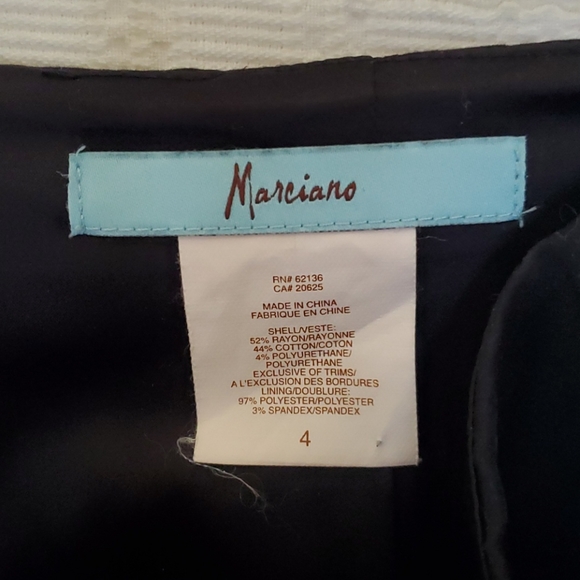 Marciano
RN# 62136
CA# 20625
MADE IN CHINA
FABRIQUE EN CHINE
SHELL/VESTE:
52% RAYON/RAYONNE
44% COTTON/COTON
4% POLYURETHANE/
POLYURETHANE
EXCLUSIVE OF TRIMS/
A L'EXCLUSION DES BORDURES
LINING/DOUBLURE:
97% POLYESTER/POLYESTER
3% SPANDEX/SPANDEX
4